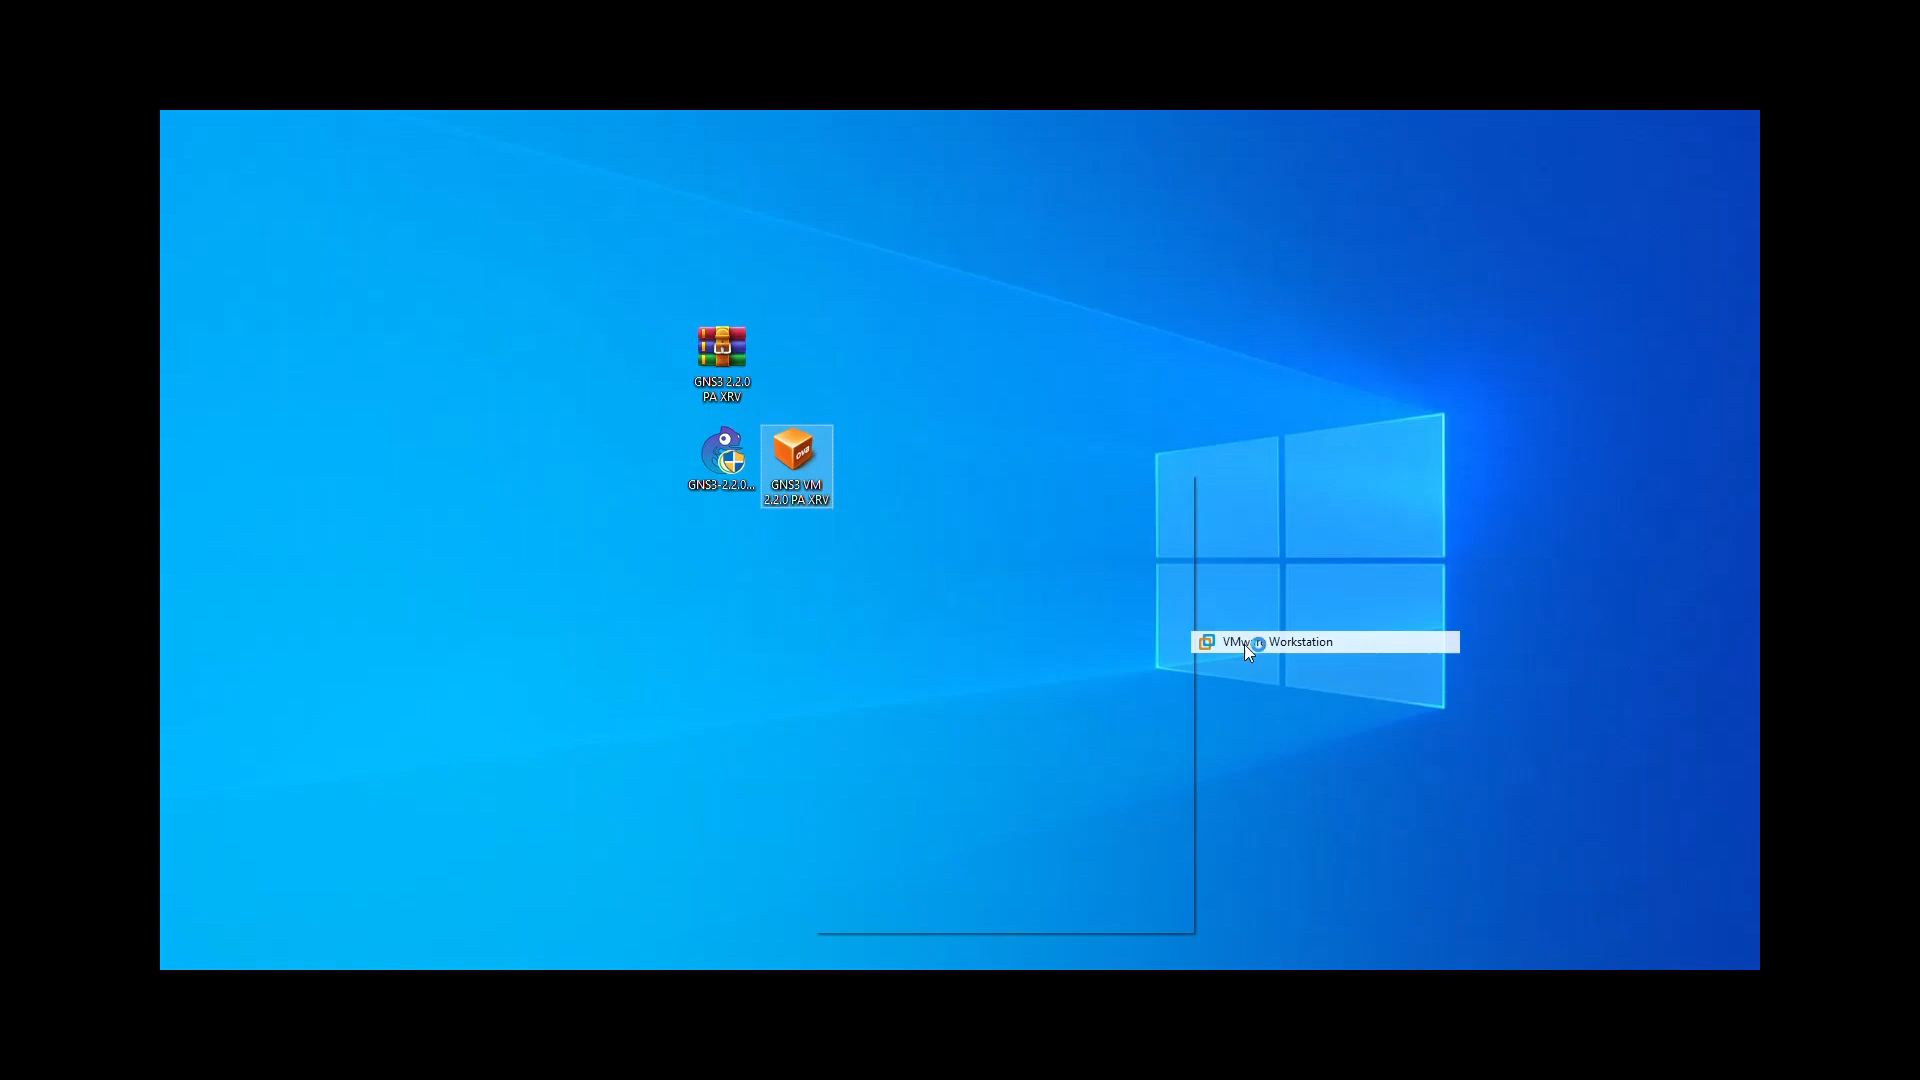 GNS3 2.2.0
PA XRV
GNS3-2.2.0...
OVA
GNS3 VM
2.2.0 PA XRV
VMware Workstation